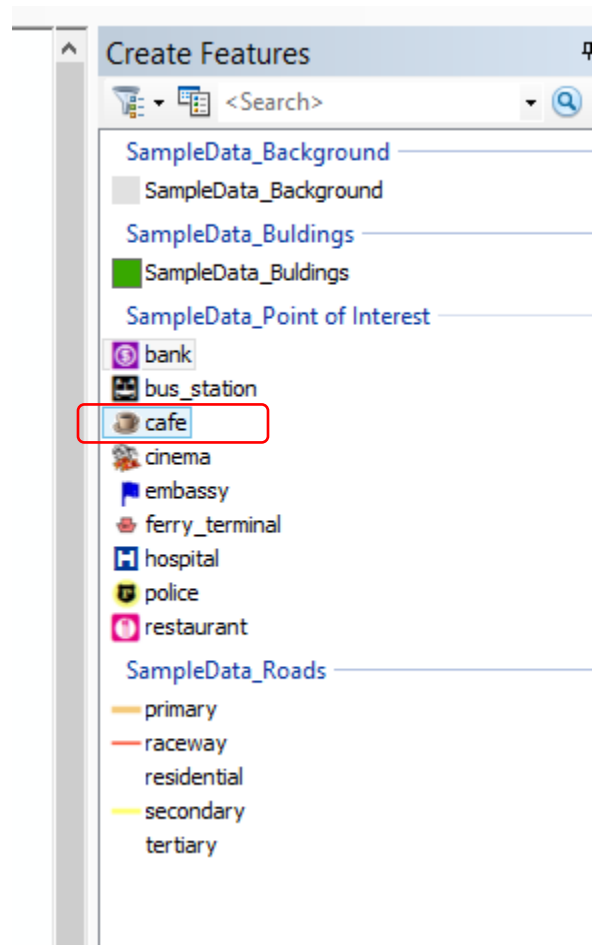 Create Features
<Search>
SampleData_Background
SampleData_Background
SampleData_Buldings
SampleData_Buldings
SampleData_Point of Interest
bank
bus_station
cafe
cinema
embassy
ferry_terminal
hospital
police
restaurant
SampleData_Roads
primary
raceway
residential
secondary
tertiary